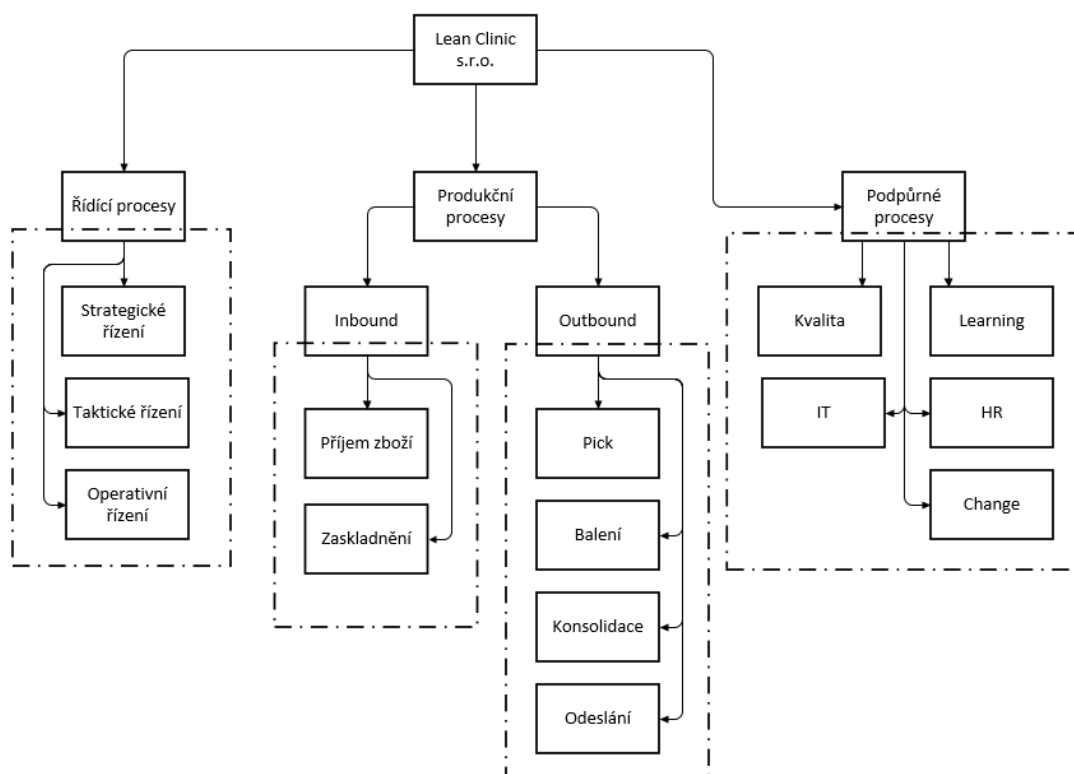 Lean Clinic
s.r.o.
Řídící procesy
Produkční
procesy
Podpůrné
procesy
Strategické
řízení
Taktické řízení
Operativní
řízení
Inbound
Příjem zboží
Zaskladnění
Outbound
Pick
Balení
Konsolidace
Odeslání
Kvalita
Learning
IT
HR
Change